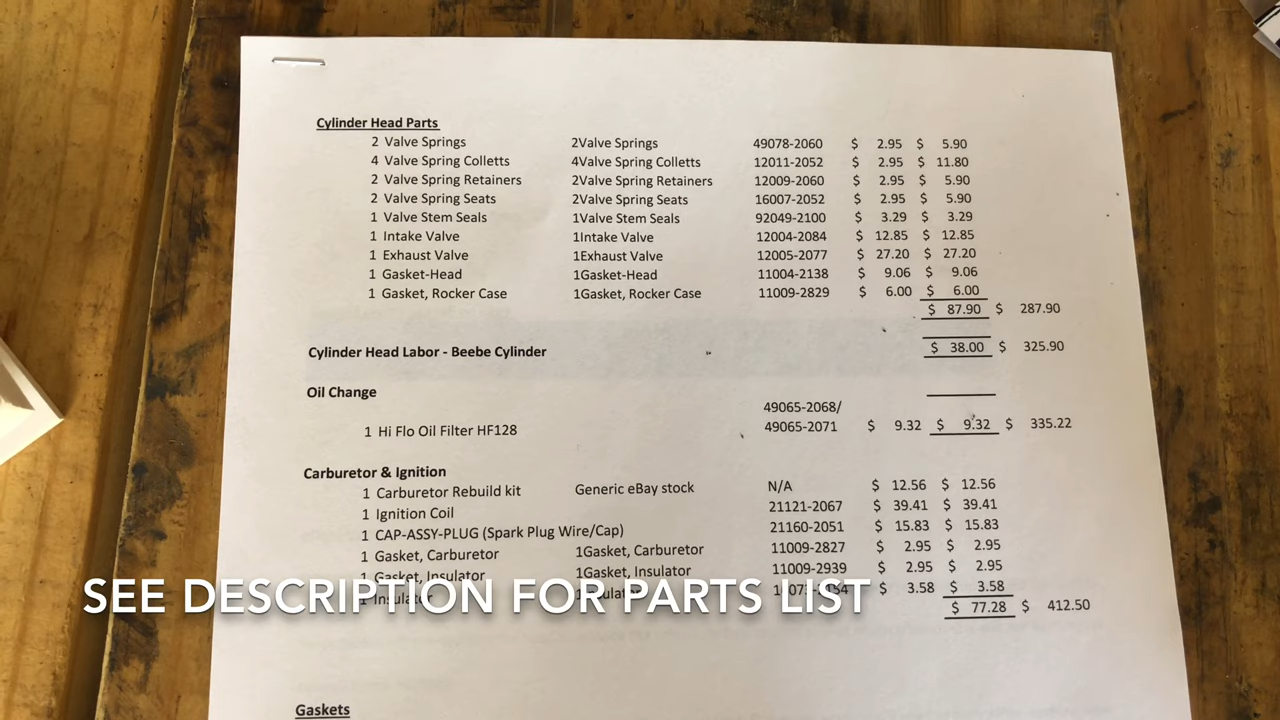 Cylinder Head Parts
2 Valve Springs 2Valve Springs 49078-2060 $ 2.95 $ 5.90
4 Valve Spring Colletts 4Valve Spring Colletts 12011-2052 $ 2.95 $ 11.80
2 Valve Spring Retainers 2Valve Spring Retainers 12009-2060 $ 2.95 $ 5.90
2 Valve Spring Seats 2Valve Spring Seats 16007-2052 $ 2.95 $ 5.90
1 Valve Stem Seals 1Valve Stem Seals 92049-2100 $ 3.29 $ 3.29
1 Intake Valve 1Intake Valve 12004-2084 $ 12.85 $ 12.85
1 Exhaust Valve 1Exhaust Valve 12005-2077 $ 27.20 $ 27.20
1 Gasket-Head 1Gasket-Head 11004-2138 $ 9.06 $ 9.06
1 Gasket, Rocker Case 1Gasket, Rocker Case 11009-2829 $ 6.00 $ 6.00
$ 87.90 $ 287.90
Cylinder Head Labor - Beebe Cylinder $ 38.00 $ 325.90
Oil Change
49065-2068/
1 Hi Flo Oil Filter HF128 49065-2071 $ 9.32 $ 9.32 $ 335.22
Carburetor & Ignition
1 Carburetor Rebuild kit Generic eBay stock N/A $ 12.56 $ 12.56
1 Ignition Coil 21121-2067 $ 39.41 $ 39.41
1 CAP-ASSY-PLUG (Spark Plug Wire/Cap) 21160-2051 $ 15.83 $ 15.83
1 Gasket, Carburetor 1Gasket, Carburetor 11009-2827 $ 2.95 $ 2.95
1 Gasket, Insulator 1Gasket, Insulator 11009-2939 $ 2.95 $ 2.95
1 Insulator $ 3.58 $ 3.58
SEE DESCRIPTION FOR PARTS LIST
$ 77.28 $ 412.50
Gaskets